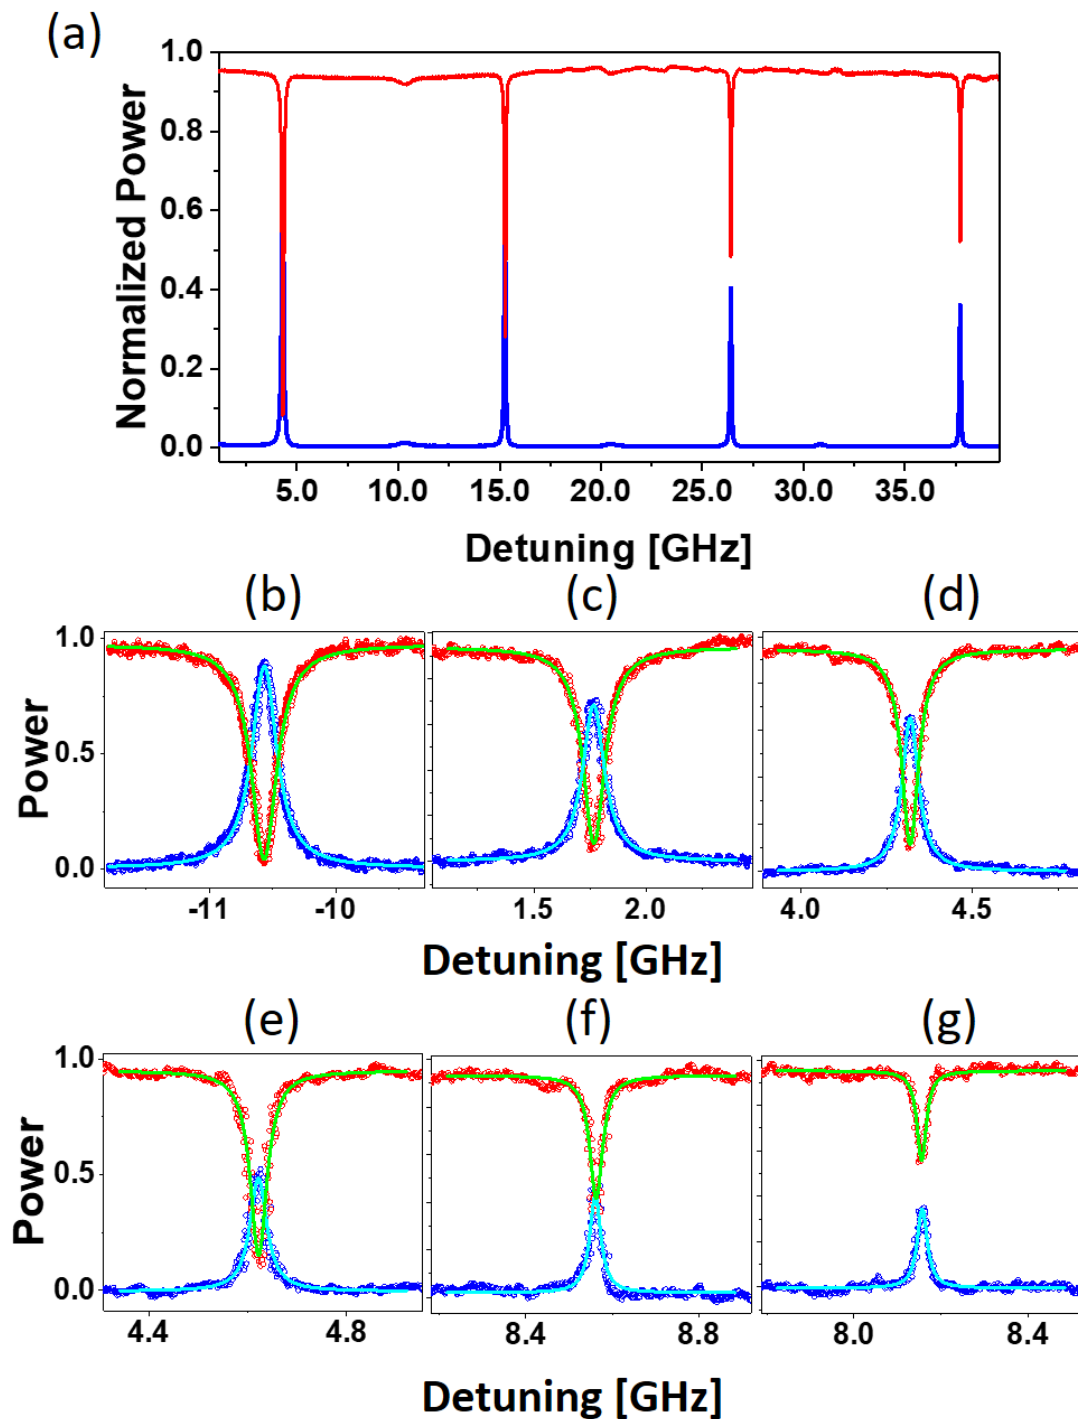 (a)
1.0
0.8
0.6
0.4
0.2
0.0
Normalized Power
5.0 10.0 15.0 20.0 25.0 30.0 35.0
Detuning [GHz]
(b) (c) (d)
1.0
0.5
0.0
Power
-11 -10 1.5 2.0 4.0 4.5
Detuning [GHz]
(e) (f) (g)
1.0
0.5
0.0
Power
4.4 4.8 8.4 8.8 8.0 8.4
Detuning [GHz]